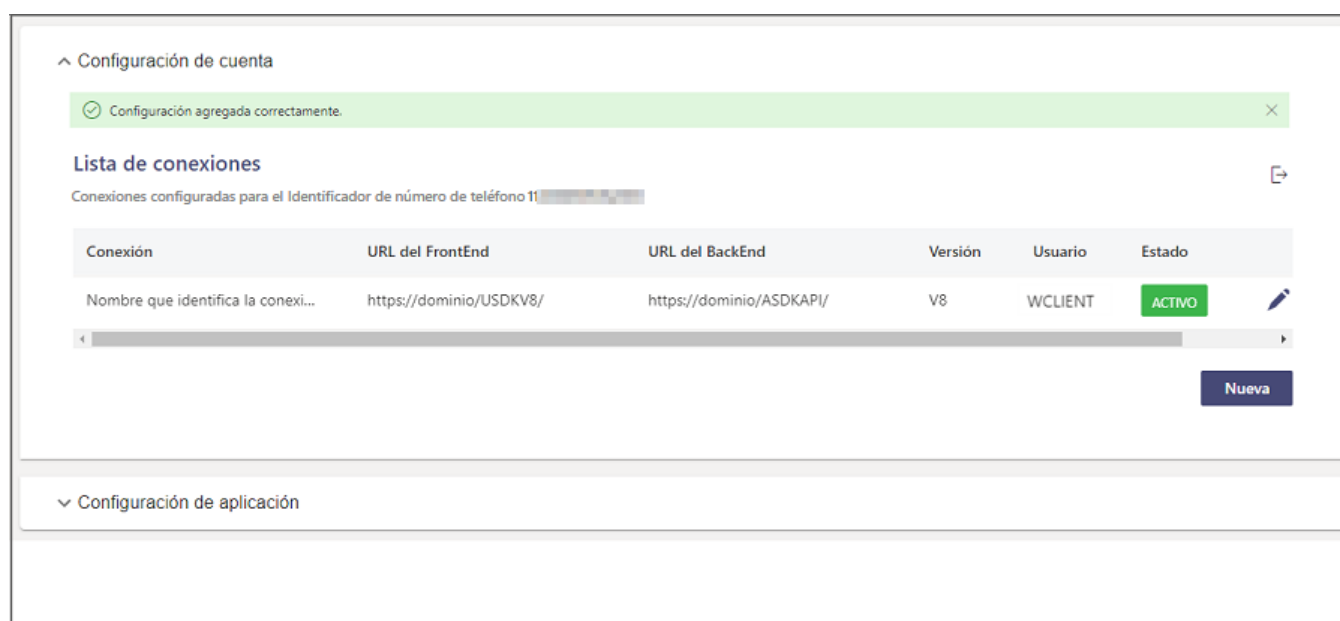 Configuración de cuenta
Configuración agregada correctamente.
Lista de conexiones
Conexiones configuradas para el Identificador de número de teléfono 11
Conexión URL del FrontEnd URL del BackEnd Versión Usuario Estado
Nombre que identifica la conexi... https://dominio/USDKV8/ https://dominio/ASDKAPI/ V8 WCLIENT ACTIVO
Nueva
Configuración de aplicación